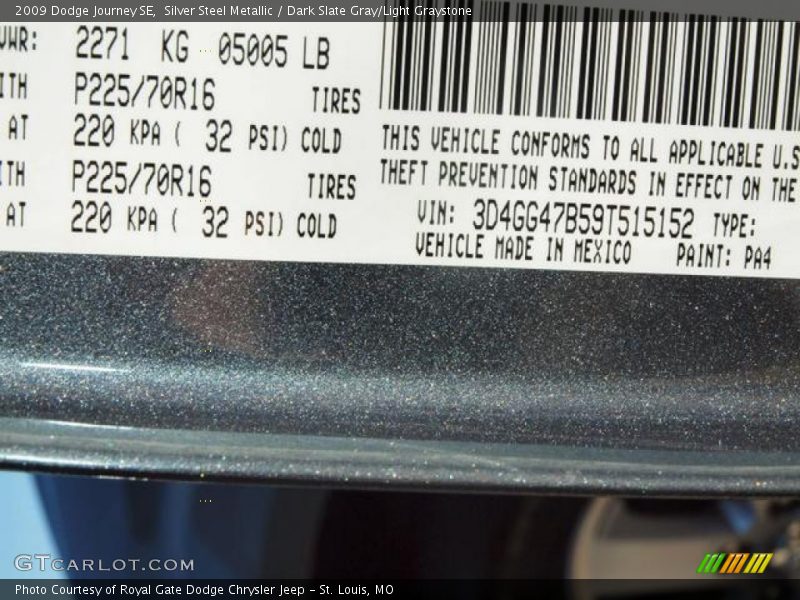 2009 Dodge Journey SE, Silver Steel Metallic / Dark Slate Gray/Light Graystone
2271 KG 05005 LB
P225/70R16 TIRES
AT 220 KPA ( 32 PSI) COLD
P225/70R16 TIRES
AT 220 KPA ( 32 PSI) COLD
THIS VEHICLE CONFORMS TO ALL APPLICABLE U.S
THEFT PREVENTION STANDARDS IN EFFECT ON THE
VIN: 3D4GG47B59T515152 TYPE:
VEHICLE MADE IN MEXICO PAINT: PA4
GTCARLOT.COM
Photo Courtesy of Royal Gate Dodge Chrysler Jeep - St. Louis, MO